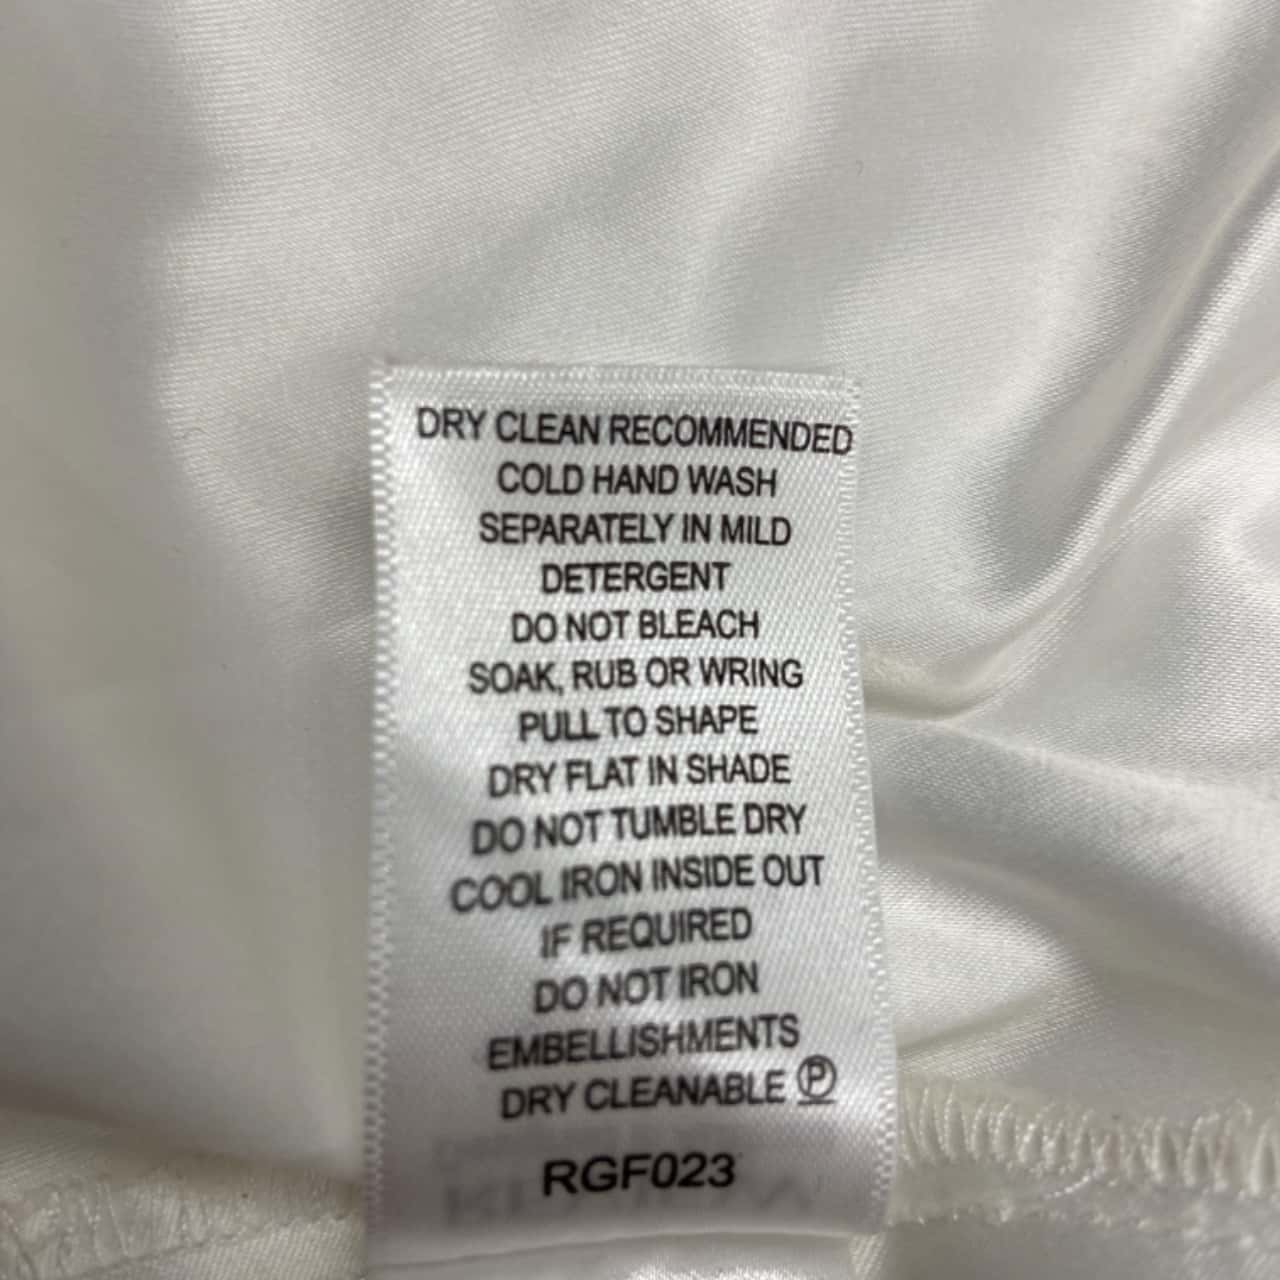 DRY CLEAN RECOMMENDED
COLD HAND WASH
SEPARATELY IN MILD
DETERGENT
DO NOT BLEACH
SOAK, RUB OR WRING
PULL TO SHAPE
DRY FLAT IN SHADE
DO NOT TUMBLE DRY
COOL IRON INSIDE OUT
IF REQUIRED
DO NOT IRON
EMBELLISHMENTS
DRY CLEANABLE Ⓟ
RGF023